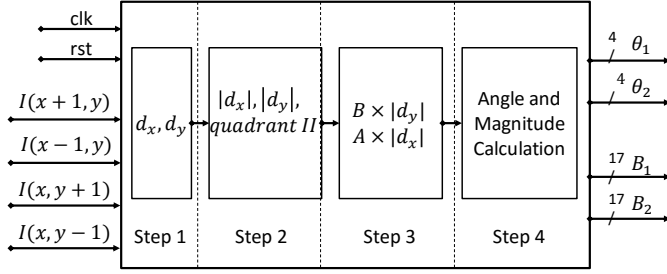 clk
rst
I(x + 1, y)
I(x − 1, y)
I(x, y + 1)
I(x, y − 1)
d_x, d_y
Step 1
|d_x|, |d_y|,
quadrant II
Step 2
B × |d_y|
A × |d_x|
Step 3
Angle and
Magnitude
Calculation
Step 4
4 θ_1
4 θ_2
17 B_1
17 B_2